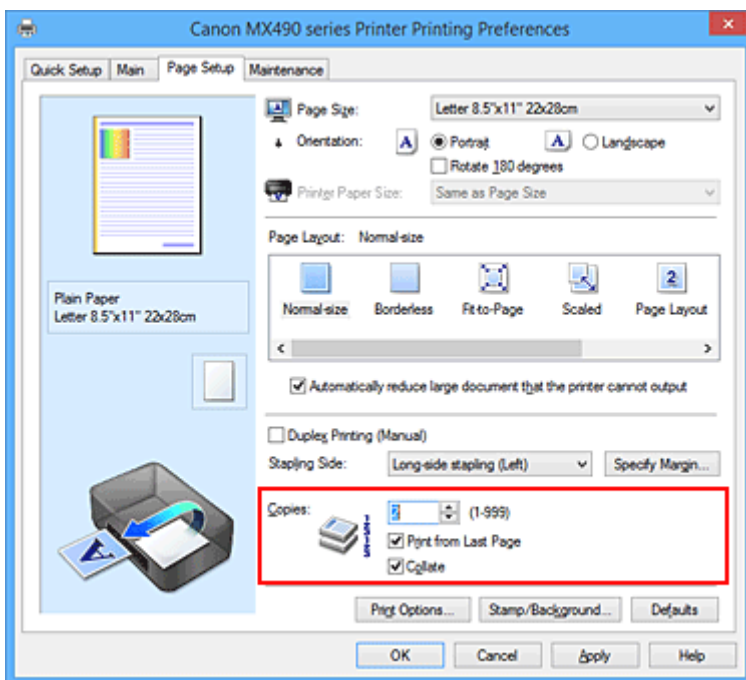 Canon MX490 series Printer Printing Preferences
Quick Setup Main Page Setup Maintenance
Page Size: Letter 8.5"x11" 22x28cm
Orientation: A Portrait A Landscape
Rotate 180 degrees
Printer Paper Size: Same as Page Size
Page Layout: Normal-size
2
Normal-size Borderless Fit-to-Page Scaled Page Layout
Plain Paper
Letter 8.5"x11" 22x28cm
Automatically reduce large document that the printer cannot output
Duplex Printing (Manual)
Stapling Side: Long-side stapling (Left) Specify Margin...
Copies: 2 (1-999)
Print from Last Page
Collate
A
Print Options... Stamp/Background... Defaults
OK Cancel Apply Help